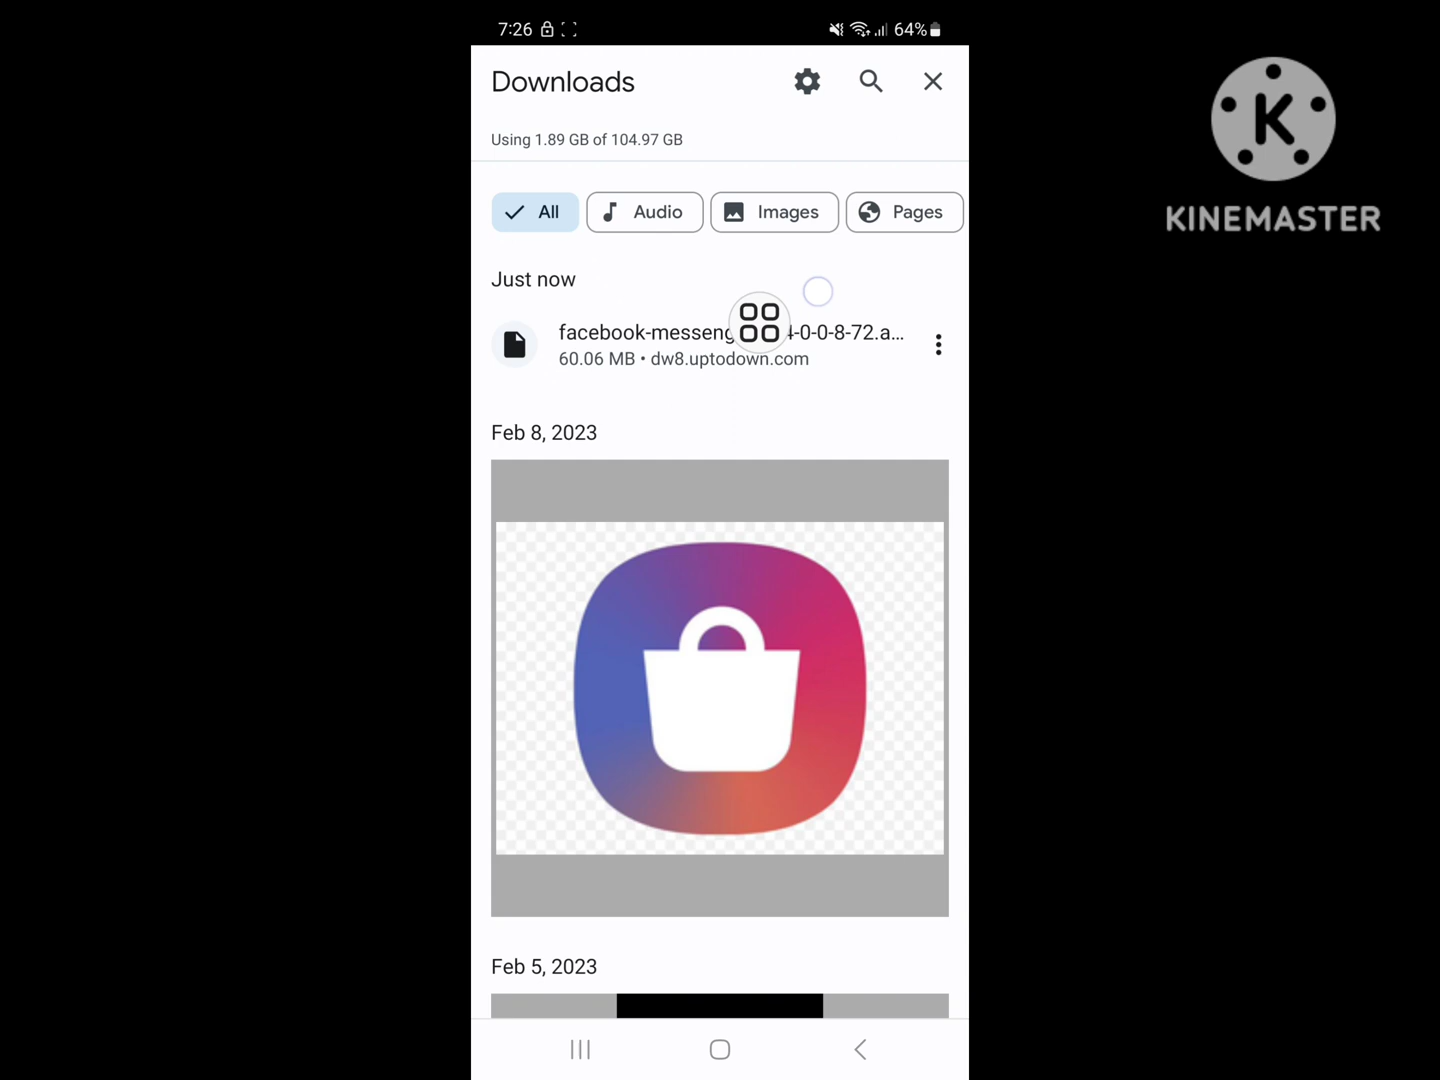 7:26 64%
Downloads
Using 1.89 GB of 104.97 GB
All Audio Images Pages
Just now
facebook-messeng 4-0-0-8-72.a...
60.06 MB • dw8.uptodown.com
Feb 8, 2023
Feb 5, 2023
K
KINEMASTER